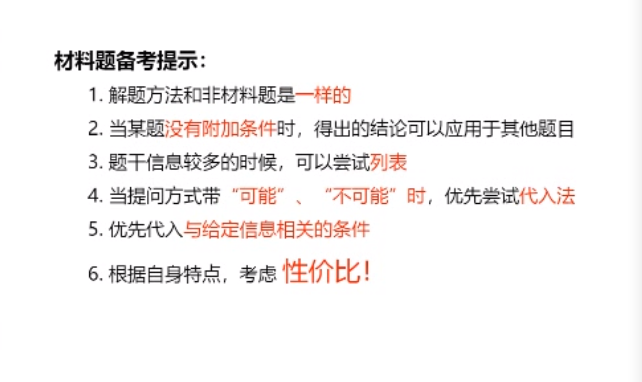 材料题备考提示：
1. 解题方法和非材料题是一样的
2. 当某题没有附加条件时，得出的结论可以应用于其他题目
3. 题干信息较多的时候，可以尝试列表
4. 当提问方式带“可能”、“不可能”时，优先尝试代入法
5. 优先代入与给定信息相关的条件
6. 根据自身特点，考虑 性价比！